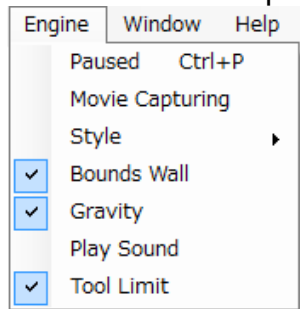 Engine Window Help
Paused Ctrl+P
Movie Capturing
Style
Bounds Wall
Gravity
Play Sound
Tool Limit